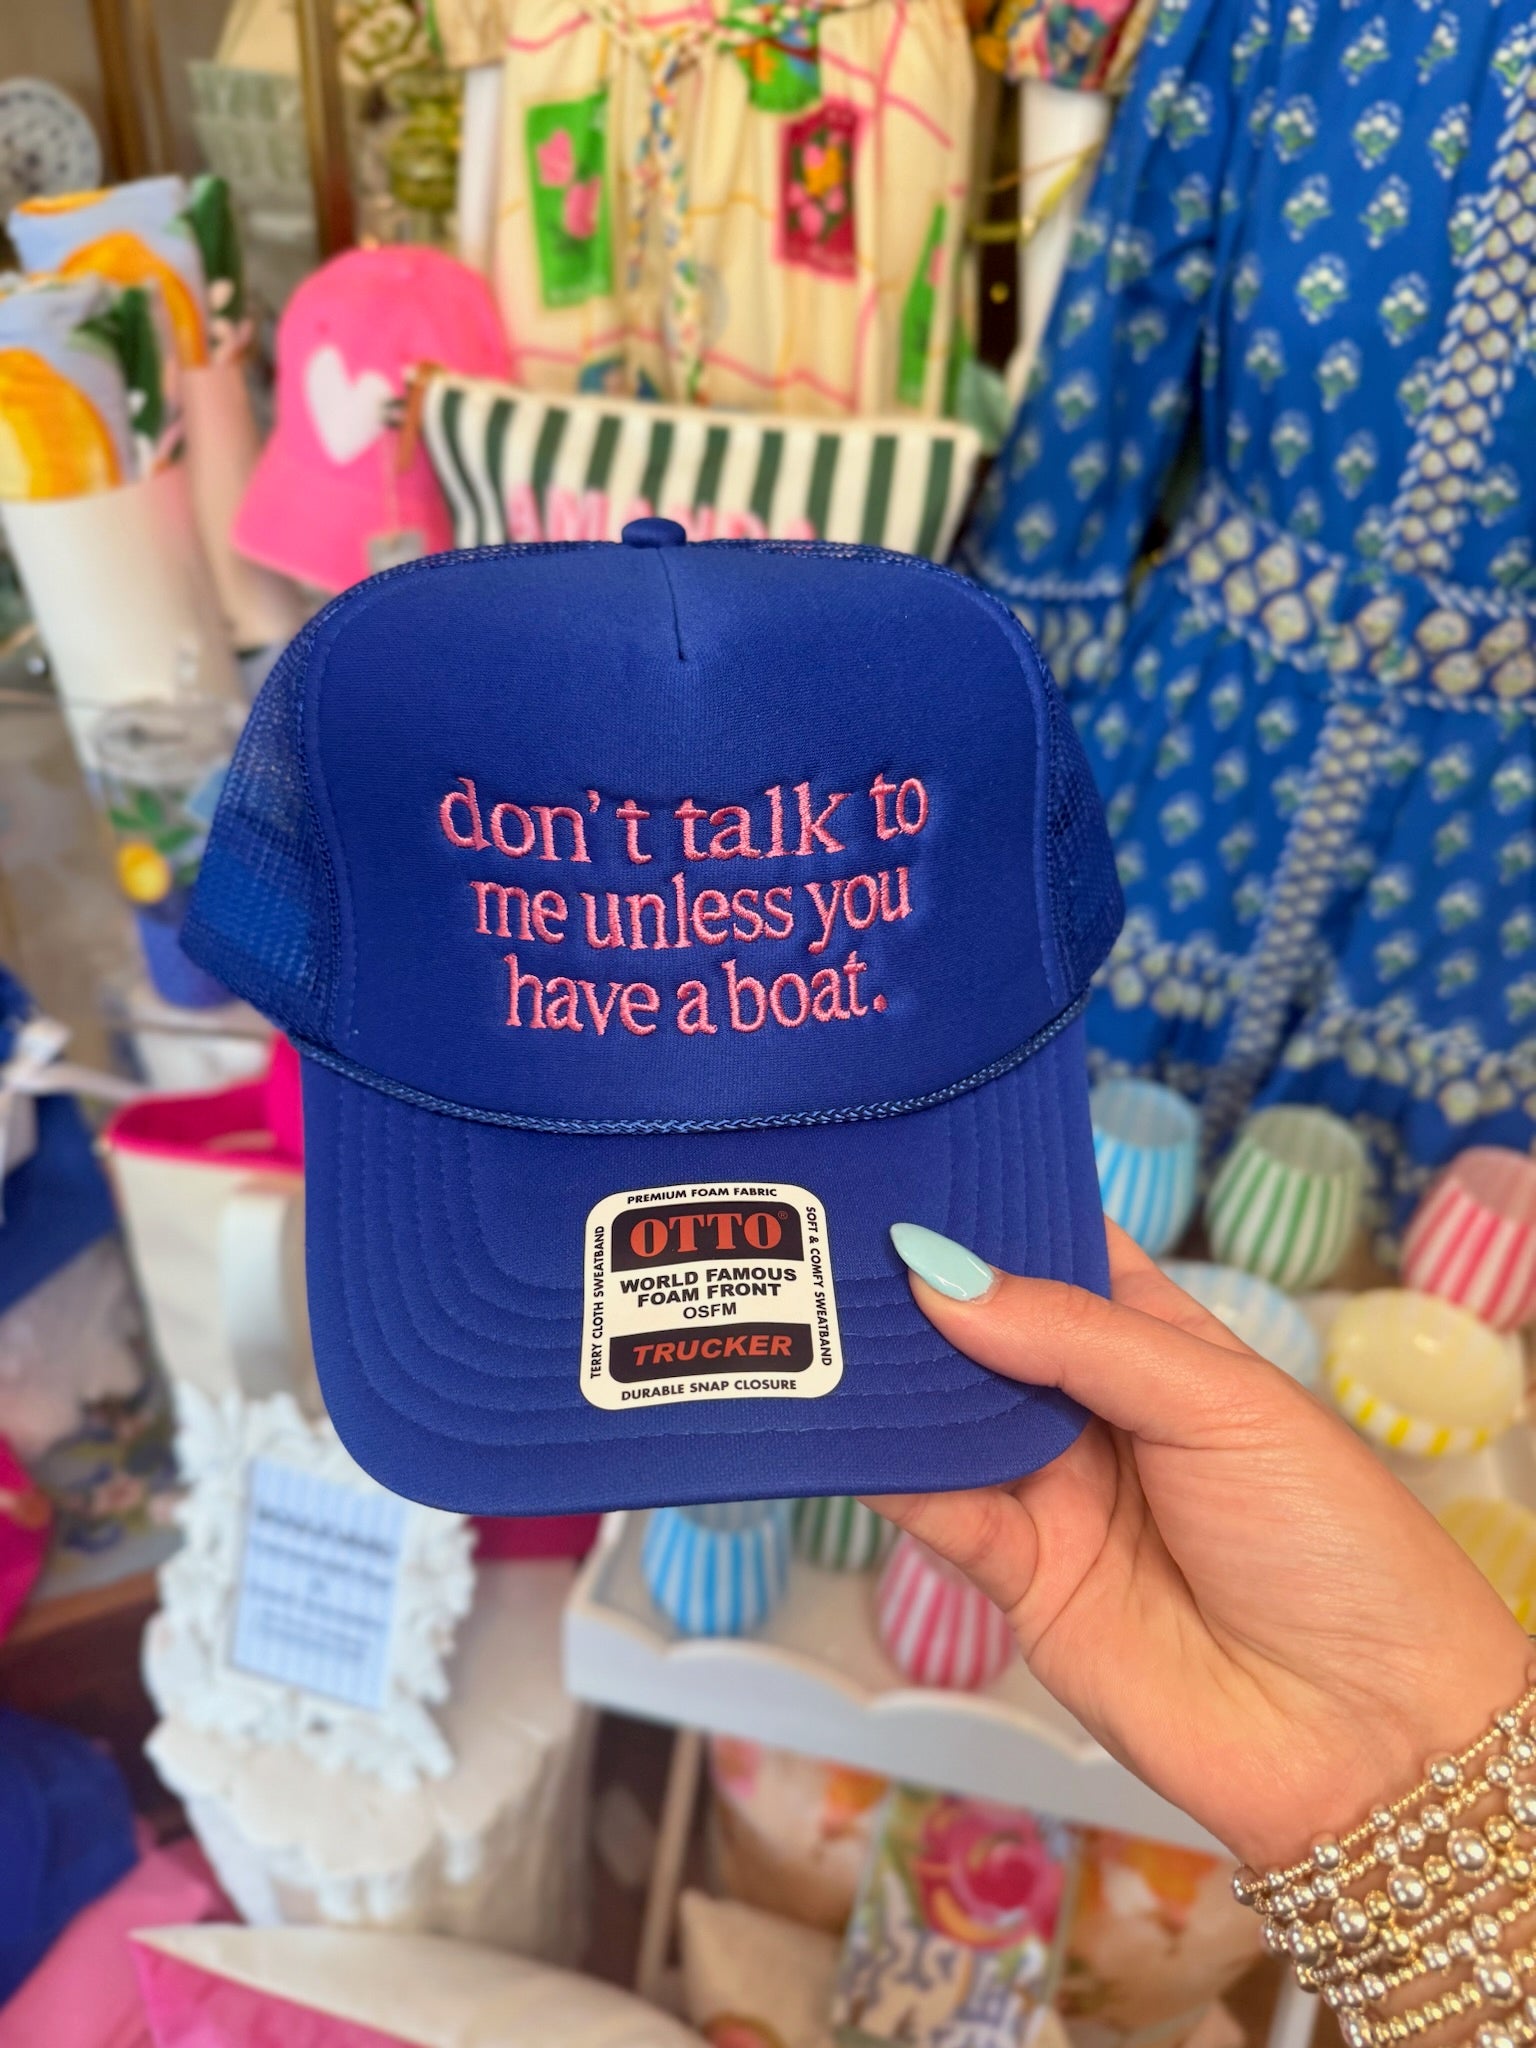 AMANDA
don't talk to
me unless you
have a boat.
PREMIUM FOAM FABRIC
TERRY CLOTH SWEATBAND
OTTO®
WORLD FAMOUS
FOAM FRONT
OSFM
TRUCKER
SOFT & COMFY SWEATBAND
DURABLE SNAP CLOSURE